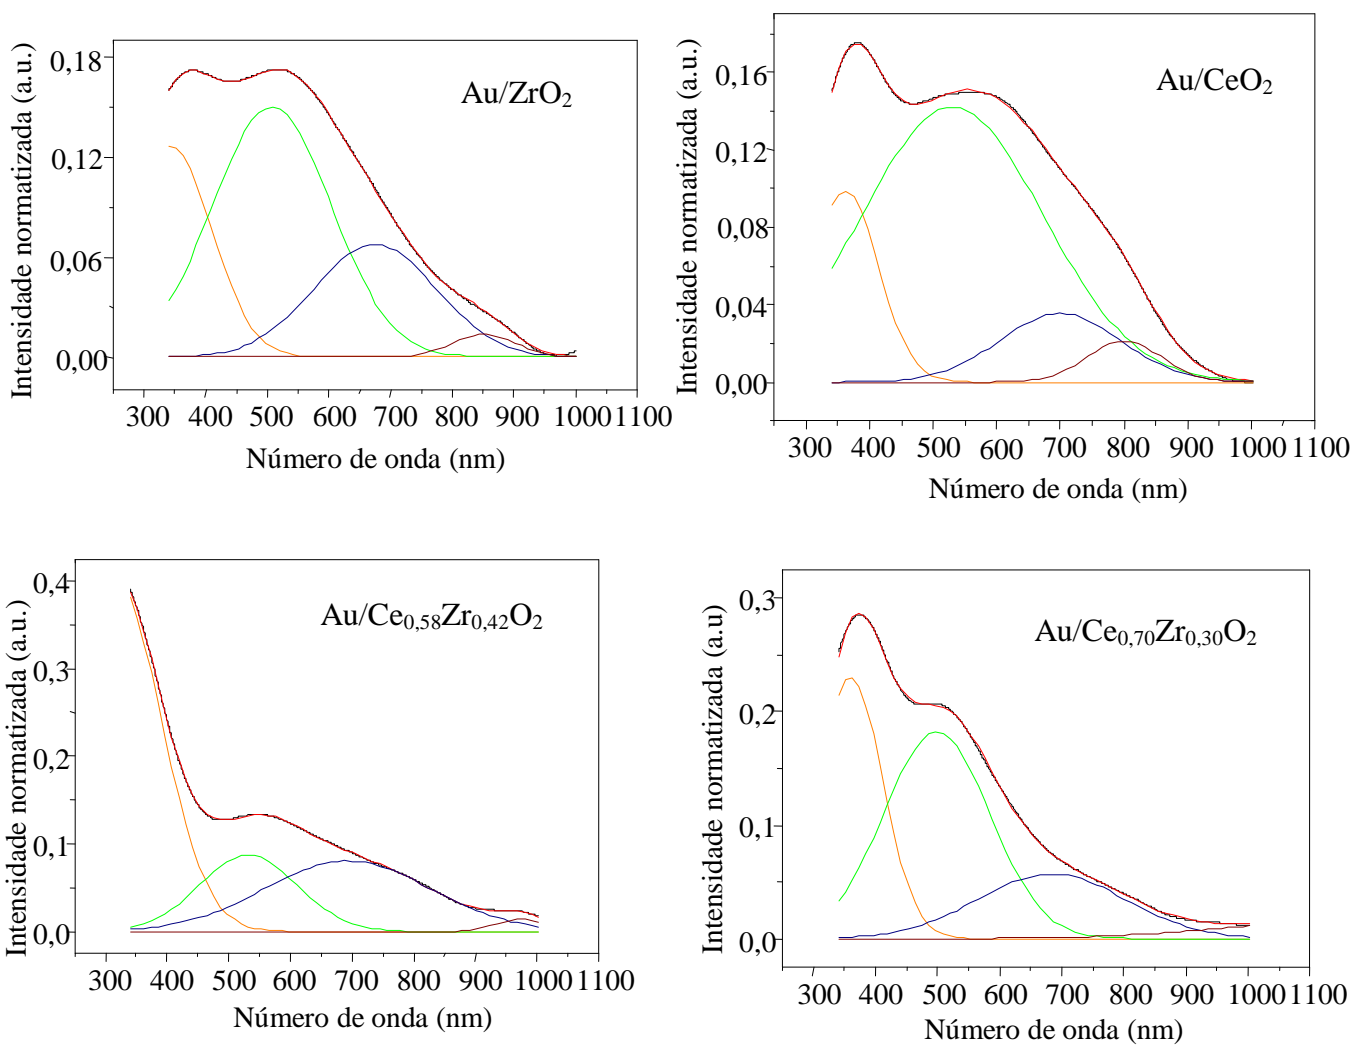 Intensidade normatizada (a.u.)
0,18
0,12
0,06
0,00
Au/ZrO₂
300 400 500 600 700 800 900 1000 1100
Número de onda (nm)
Intensidade normatizada (a.u.)
0,16
0,12
0,08
0,04
0,00
Au/CeO₂
300 400 500 600 700 800 900 1000 1100
Número de onda (nm)
Intensidade normatizada (a.u.)
0,4
0,3
0,2
0,1
0,0
Au/Ce₀,₅₈Zr₀,₄₂O₂
300 400 500 600 700 800 900 1000 1100
Número de onda (nm)
Intensidade normatizada (a.u)
0,3
0,2
0,1
0,0
Au/Ce₀,₇₀Zr₀,₃₀O₂
300 400 500 600 700 800 900 1000 1100
Número de onda (nm)